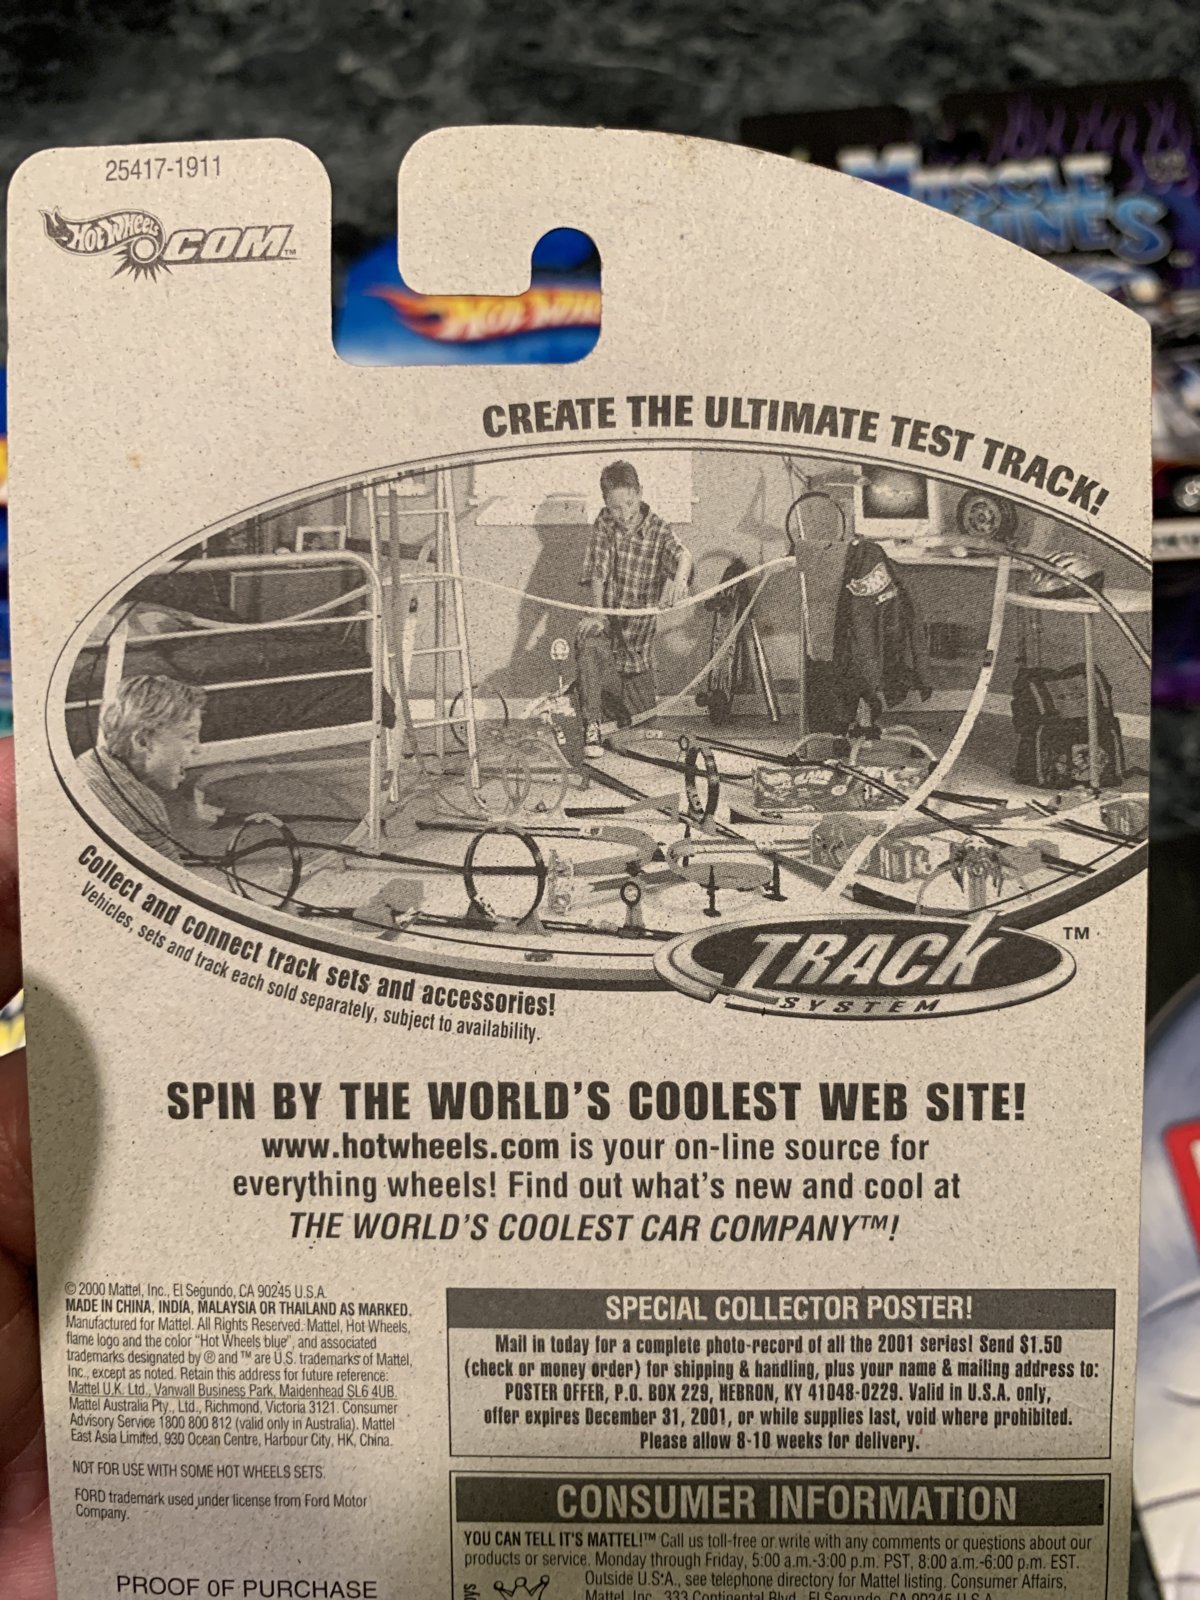 25417-1911
HOT WHEELS.COM™
HOT WH
MUSCLE
CREATE THE ULTIMATE TEST TRACK!
Collect and connect track sets and accessories!
Vehicles, sets and track each sold separately, subject to availability.
TRACK ™
SYSTEM
SPIN BY THE WORLD'S COOLEST WEB SITE!
www.hotwheels.com is your on-line source for
everything wheels! Find out what's new and cool at
THE WORLD'S COOLEST CAR COMPANY™!
© 2000 Mattel, Inc., El Segundo, CA 90245 U.S.A.
MADE IN CHINA, INDIA, MALAYSIA OR THAILAND AS MARKED.
Manufactured for Mattel. All Rights Reserved. Mattel, Hot Wheels,
flame logo and the color "Hot Wheels blue", and associated
trademarks designated by ® and ™ are U.S. trademarks of Mattel,
Inc., except as noted. Retain this address for future reference:
Mattel U.K. Ltd., Vanwall Business Park, Maidenhead SL6 4UB.
Mattel Australia Pty., Ltd., Richmond, Victoria 3121. Consumer
Advisory Service 1800 800 812 (valid only in Australia). Mattel
East Asia Limited, 930 Ocean Centre, Harbour City, HK, China.
NOT FOR USE WITH SOME HOT WHEELS SETS.
FORD trademark used under license from Ford Motor
Company.
PROOF OF PURCHASE
SPECIAL COLLECTOR POSTER!
Mail in today for a complete photo-record of all the 2001 series! Send $1.50
(check or money order) for shipping & handling, plus your name & mailing address to:
POSTER OFFER, P.O. BOX 229, HEBRON, KY 41048-0229. Valid in U.S.A. only,
offer expires December 31, 2001, or while supplies last, void where prohibited.
Please allow 8-10 weeks for delivery.
CONSUMER INFORMATION
YOU CAN TELL IT'S MATTEL!™ Call us toll-free or write with any comments or questions about our
products or service. Monday through Friday, 5:00 a.m.-3:00 p.m. PST, 8:00 a.m.-6:00 p.m. EST.
Outside U.S.A., see telephone directory for Mattel listing. Consumer Affairs,
Mattel, Inc., 333 Continental Blvd., El Segundo, CA 90245 U.S.A.